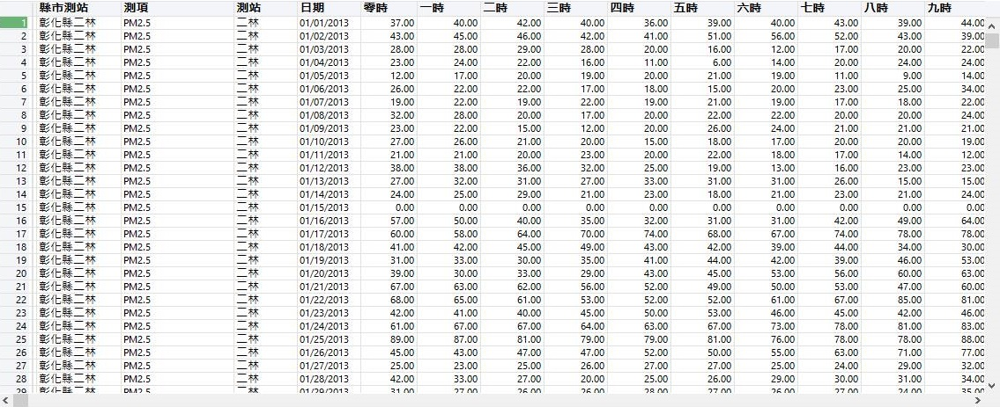 縣市測站 測項 測站 日期 零時 一時 二時 三時 四時 五時 六時 七時 八時 九時
1 彰化縣二林 PM2.5 二林 01/01/2013 37.00 40.00 42.00 40.00 36.00 39.00 40.00 43.00 39.00 44.00
2 彰化縣二林 PM2.5 二林 01/02/2013 43.00 45.00 46.00 42.00 41.00 51.00 56.00 52.00 43.00 39.00
3 彰化縣二林 PM2.5 二林 01/03/2013 28.00 28.00 29.00 28.00 20.00 16.00 12.00 17.00 20.00 22.00
4 彰化縣二林 PM2.5 二林 01/04/2013 23.00 24.00 22.00 16.00 11.00 6.00 14.00 20.00 24.00 24.00
5 彰化縣二林 PM2.5 二林 01/05/2013 12.00 17.00 20.00 19.00 20.00 21.00 19.00 11.00 9.00 14.00
6 彰化縣二林 PM2.5 二林 01/06/2013 26.00 22.00 22.00 17.00 18.00 15.00 20.00 23.00 25.00 34.00
7 彰化縣二林 PM2.5 二林 01/07/2013 19.00 22.00 19.00 22.00 19.00 21.00 19.00 17.00 18.00 22.00
8 彰化縣二林 PM2.5 二林 01/08/2013 32.00 28.00 20.00 17.00 20.00 22.00 22.00 20.00 20.00 24.00
9 彰化縣二林 PM2.5 二林 01/09/2013 23.00 22.00 15.00 12.00 20.00 26.00 24.00 21.00 21.00 21.00
10 彰化縣二林 PM2.5 二林 01/10/2013 27.00 26.00 21.00 20.00 15.00 18.00 17.00 20.00 20.00 19.00
11 彰化縣二林 PM2.5 二林 01/11/2013 21.00 21.00 20.00 23.00 20.00 22.00 18.00 17.00 14.00 12.00
12 彰化縣二林 PM2.5 二林 01/12/2013 38.00 38.00 36.00 32.00 25.00 19.00 13.00 16.00 23.00 23.00
13 彰化縣二林 PM2.5 二林 01/13/2013 27.00 32.00 31.00 27.00 33.00 31.00 31.00 26.00 15.00 15.00
14 彰化縣二林 PM2.5 二林 01/14/2013 24.00 25.00 29.00 21.00 23.00 18.00 21.00 23.00 21.00 24.00
15 彰化縣二林 PM2.5 二林 01/15/2013 0.00 0.00 0.00 0.00 0.00 0.00 0.00 0.00 0.00 0.00
16 彰化縣二林 PM2.5 二林 01/16/2013 57.00 50.00 40.00 35.00 32.00 31.00 31.00 42.00 49.00 64.00
17 彰化縣二林 PM2.5 二林 01/17/2013 60.00 58.00 64.00 70.00 74.00 68.00 67.00 74.00 78.00 78.00
18 彰化縣二林 PM2.5 二林 01/18/2013 41.00 42.00 45.00 49.00 43.00 42.00 39.00 44.00 34.00 30.00
19 彰化縣二林 PM2.5 二林 01/19/2013 31.00 33.00 30.00 35.00 41.00 44.00 42.00 39.00 46.00 53.00
20 彰化縣二林 PM2.5 二林 01/20/2013 39.00 30.00 33.00 29.00 43.00 45.00 53.00 56.00 60.00 63.00
21 彰化縣二林 PM2.5 二林 01/21/2013 67.00 63.00 62.00 56.00 52.00 49.00 50.00 53.00 47.00 60.00
22 彰化縣二林 PM2.5 二林 01/22/2013 68.00 65.00 61.00 53.00 52.00 52.00 61.00 67.00 85.00 81.00
23 彰化縣二林 PM2.5 二林 01/23/2013 42.00 41.00 40.00 45.00 50.00 53.00 46.00 45.00 42.00 46.00
24 彰化縣二林 PM2.5 二林 01/24/2013 61.00 67.00 67.00 64.00 63.00 67.00 73.00 78.00 81.00 83.00
25 彰化縣二林 PM2.5 二林 01/25/2013 89.00 87.00 81.00 79.00 79.00 81.00 76.00 78.00 78.00 88.00
26 彰化縣二林 PM2.5 二林 01/26/2013 45.00 43.00 47.00 47.00 52.00 50.00 55.00 63.00 71.00 77.00
27 彰化縣二林 PM2.5 二林 01/27/2013 25.00 23.00 25.00 26.00 27.00 27.00 25.00 24.00 29.00 32.00
28 彰化縣二林 PM2.5 二林 01/28/2013 42.00 33.00 27.00 20.00 25.00 26.00 29.00 30.00 31.00 34.00
29 彰化縣二林 PM2.5 二林 01/29/2013 31.00 27.00 26.00 26.00 28.00 27.00 26.00 27.00 24.00 35.00